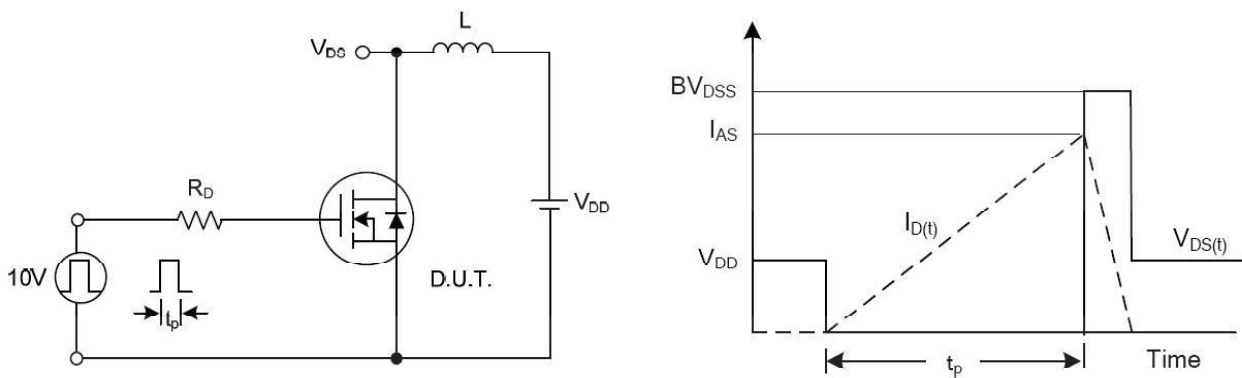 L
VDS
RD
VDD
10V
tp
D.U.T.
BVDSS
IAS
ID(t)
VDD
VDS(t)
tp
Time